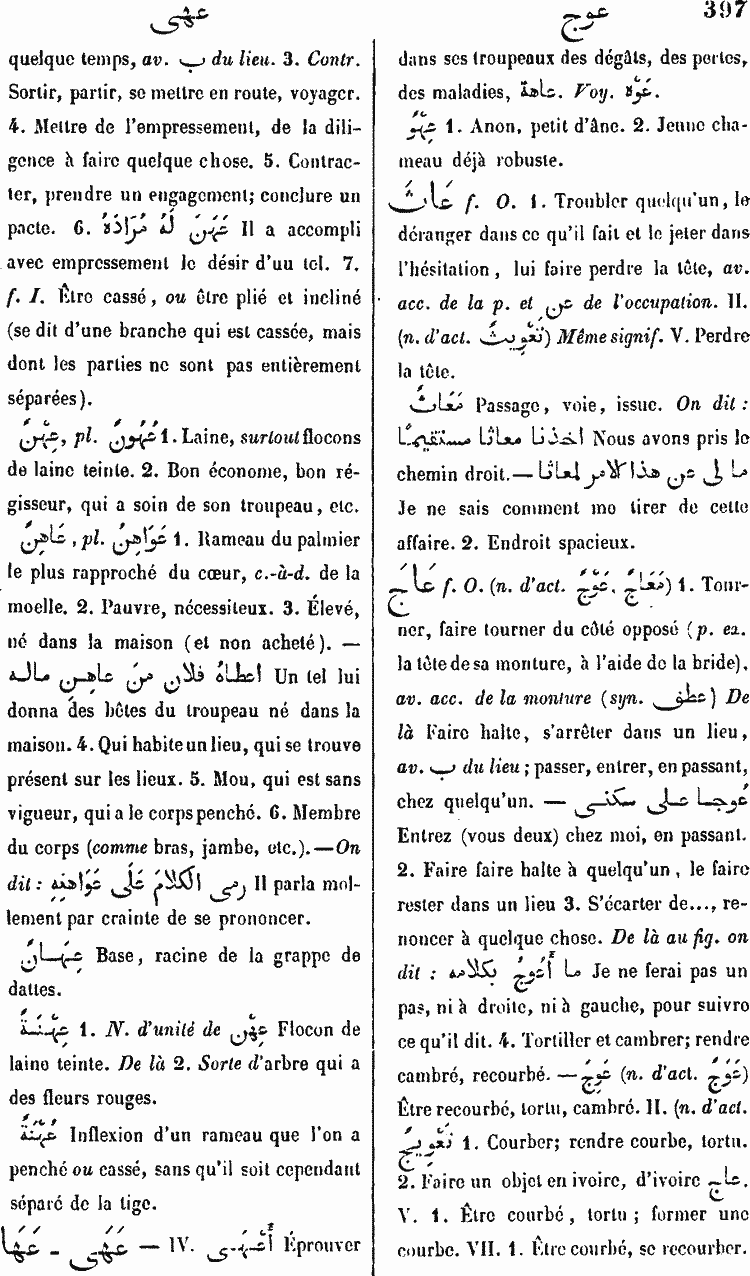 عهى
عوج
397
quelque temps, av. ب du lieu. 3. Contr.
Sortir, partir, se mettre en route, voyager.
4. Mettre de l'empressement, de la dili-
gence à faire quelque chose. 5. Contrac-
ter, prendre un engagement; conclure un
pacte. 6. عَهَنَ لَهُ مُرَادَهُ Il a accompli
avec empressement le désir d'uu tel. 7.
f. I. Être cassé, ou être plié et incliné
(se dit d'une branche qui est cassée, mais
dont les parties ne sont pas entièrement
séparées).
عِهْنٌ, pl. عُهُونٌ 1. Laine, surtout flocons
de laine teinte. 2. Bon économe, bon ré-
gisseur, qui a soin de son troupeau, etc.
عَاهِنٌ, pl. عَوَاهِنُ 1. Rameau du palmier
le plus rapproché du cœur, c.-à-d. de la
moelle. 2. Pauvre, nécessiteux. 3. Élevé,
né dans la maison (et non acheté). —
اعطاهُ فلان منَ عاهن ماله Un tel lui
donna des bêtes du troupeau né dans la
maison. 4. Qui habite un lieu, qui se trouve
présent sur les lieux. 5. Mou, qui est sans
vigueur, qui a le corps penché. 6. Membre
du corps (comme bras, jambe, etc.). — On
dit : رمى الكلامَ عَلَى عَوَاهنِهِ Il parla mol-
lement par crainte de se prononcer.
عِهَانٌ Base, racine de la grappe de
dattes.
عِهْنَةٌ 1. N. d'unité de عِهْن Flocon de
laine teinte. De là 2. Sorte d'arbre qui a
des fleurs rouges.
عُهْنَةٌ Inflexion d'un rameau que l'on a
penché ou cassé, sans qu'il soit cependant
séparé de la tige.
عَهَا - عَهَى — IV. أَعْهَى Éprouver
dans ses troupeaux des dégâts, des pertes,
des maladies, عاهة. Voy. عَوَّهَ.
عِهْوٌ 1. Anon, petit d'âne. 2. Jeune cha-
meau déjà robuste.
عَاثَ f. O. 1. Troubler quelqu'un, le
déranger dans ce qu'il fait et le jeter dans
l'hésitation, lui faire perdre la tête, av.
acc. de la p. et عن de l'occupation. II.
(n. d'act. تَعْوِيثٌ) Même signif. V. Perdre
la tête.
مَعَاثٌ Passage, voie, issue. On dit :
اخذنا معاثا مستقيمًا Nous avons pris le
chemin droit. — ما لى عن هذا الامر لمعاثا
Je ne sais comment me tirer de cette
affaire. 2. Endroit spacieux.
عَاجَ f. O. (n. d'act. عَوْجٌ, مَعَاجٌ) 1. Tour-
ner, faire tourner du côté opposé (p. ex.
la tête de sa monture, à l'aide de la bride),
av. acc. de la monture (syn. عطف) De
là Faire halte, s'arrêter dans un lieu,
av. ب du lieu; passer, entrer, en passant,
chez quelqu'un. — عُوجا على سكنى
Entrez (vous deux) chez moi, en passant.
2. Faire faire halte à quelqu'un, le faire
rester dans un lieu 3. S'écarter de..., re-
noncer à quelque chose. De là au fig. on
dit : ما أَعُوجُ بكلامه Je ne ferai pas un
pas, ni à droite, ni à gauche, pour suivre
ce qu'il dit. 4. Tortiller et cambrer; rendre
cambré, recourbé. — عَوِجَ (n. d'act. عَوَجٌ)
Être recourbé, tortu, cambré. II. (n. d'act.
تَعْوِيجٌ 1. Courber; rendre courbe, tortu.
2. Faire un objet en ivoire, d'ivoire عاج.
V. 1. Être courbé, tortu; former une
courbe. VII. 1. Être courbé, se recourber.